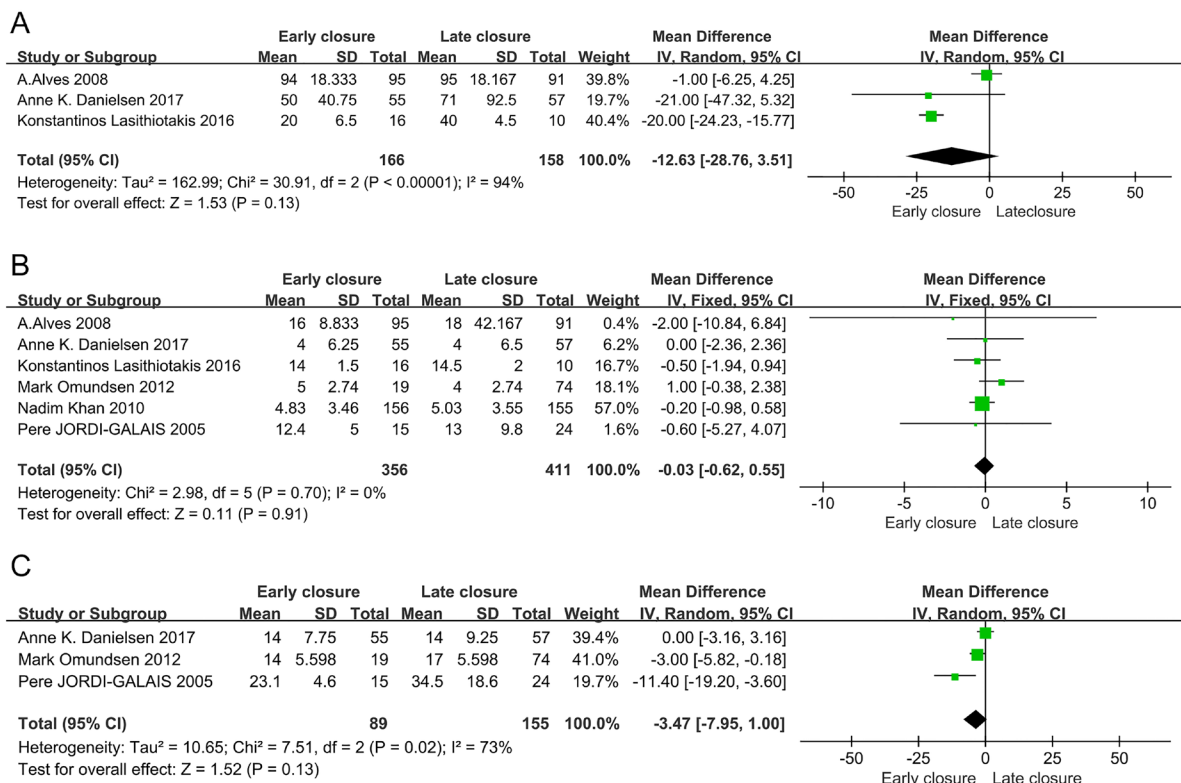 A
Early closure Late closure Mean Difference Mean Difference
Study or Subgroup Mean SD Total Mean SD Total Weight IV, Random, 95% CI IV, Random, 95% CI
A.Alves 2008 94 18.333 95 95 18.167 91 39.8% -1.00 [-6.25, 4.25]
Anne K. Danielsen 2017 50 40.75 55 71 92.5 57 19.7% -21.00 [-47.32, 5.32]
Konstantinos Lasithiotakis 2016 20 6.5 16 40 4.5 10 40.4% -20.00 [-24.23, -15.77]
Total (95% CI) 166 158 100.0% -12.63 [-28.76, 3.51]
Heterogeneity: Tau² = 162.99; Chi² = 30.91, df = 2 (P < 0.00001); I² = 94%
Test for overall effect: Z = 1.53 (P = 0.13)
-50 -25 0 25 50
Early closure Lateclosure
B
Early closure Late closure Mean Difference Mean Difference
Study or Subgroup Mean SD Total Mean SD Total Weight IV, Fixed, 95% CI IV, Fixed, 95% CI
A.Alves 2008 16 8.833 95 18 42.167 91 0.4% -2.00 [-10.84, 6.84]
Anne K. Danielsen 2017 4 6.25 55 4 6.5 57 6.2% 0.00 [-2.36, 2.36]
Konstantinos Lasithiotakis 2016 14 1.5 16 14.5 2 10 16.7% -0.50 [-1.94, 0.94]
Mark Omundsen 2012 5 2.74 19 4 2.74 74 18.1% 1.00 [-0.38, 2.38]
Nadim Khan 2010 4.83 3.46 156 5.03 3.55 155 57.0% -0.20 [-0.98, 0.58]
Pere JORDI-GALAIS 2005 12.4 5 15 13 9.8 24 1.6% -0.60 [-5.27, 4.07]
Total (95% CI) 356 411 100.0% -0.03 [-0.62, 0.55]
Heterogeneity: Chi² = 2.98, df = 5 (P = 0.70); I² = 0%
Test for overall effect: Z = 0.11 (P = 0.91)
-10 -5 0 5 10
Early closure Late closure
C
Early closure Late closure Mean Difference Mean Difference
Study or Subgroup Mean SD Total Mean SD Total Weight IV, Random, 95% CI IV, Random, 95% CI
Anne K. Danielsen 2017 14 7.75 55 14 9.25 57 39.4% 0.00 [-3.16, 3.16]
Mark Omundsen 2012 14 5.598 19 17 5.598 74 41.0% -3.00 [-5.82, -0.18]
Pere JORDI-GALAIS 2005 23.1 4.6 15 34.5 18.6 24 19.7% -11.40 [-19.20, -3.60]
Total (95% CI) 89 155 100.0% -3.47 [-7.95, 1.00]
Heterogeneity: Tau² = 10.65; Chi² = 7.51, df = 2 (P = 0.02); I² = 73%
Test for overall effect: Z = 1.52 (P = 0.13)
-50 -25 0 25 50
Early closure Late closure